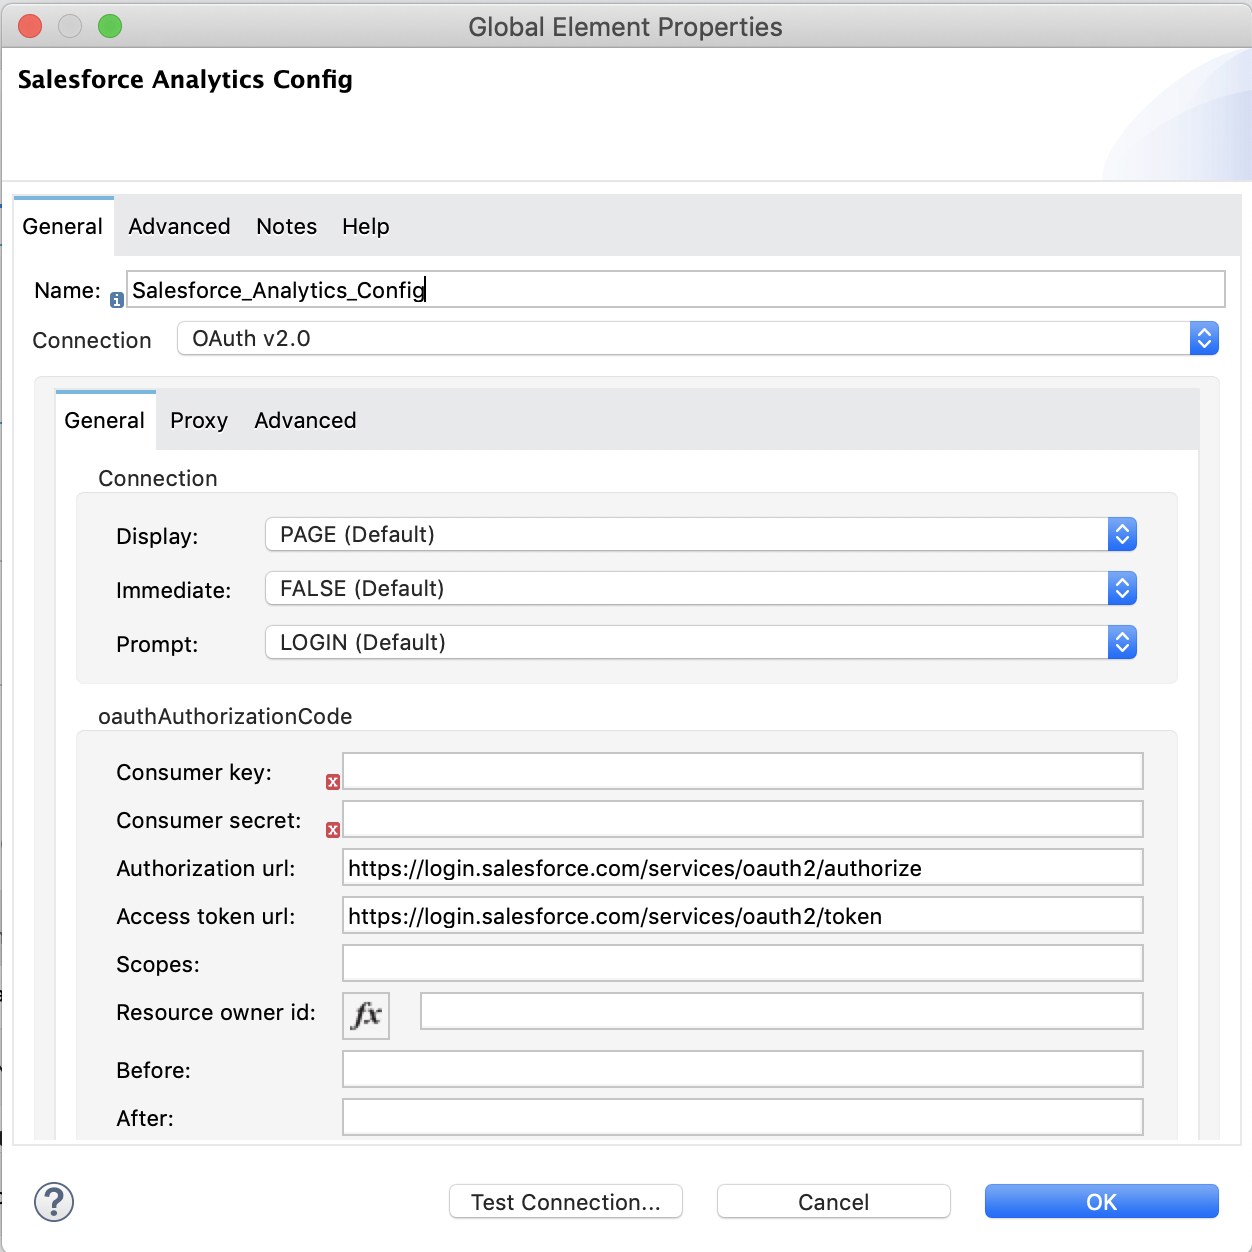 Global Element Properties
Salesforce Analytics Config
General Advanced Notes Help
Name: Salesforce_Analytics_Config
Connection OAuth v2.0
General Proxy Advanced
Connection
Display: PAGE (Default)
Immediate: FALSE (Default)
Prompt: LOGIN (Default)
oauthAuthorizationCode
Consumer key:
Consumer secret:
Authorization url: https://login.salesforce.com/services/oauth2/authorize
Access token url: https://login.salesforce.com/services/oauth2/token
Scopes:
Resource owner id: fx
Before:
After:
? Test Connection... Cancel OK